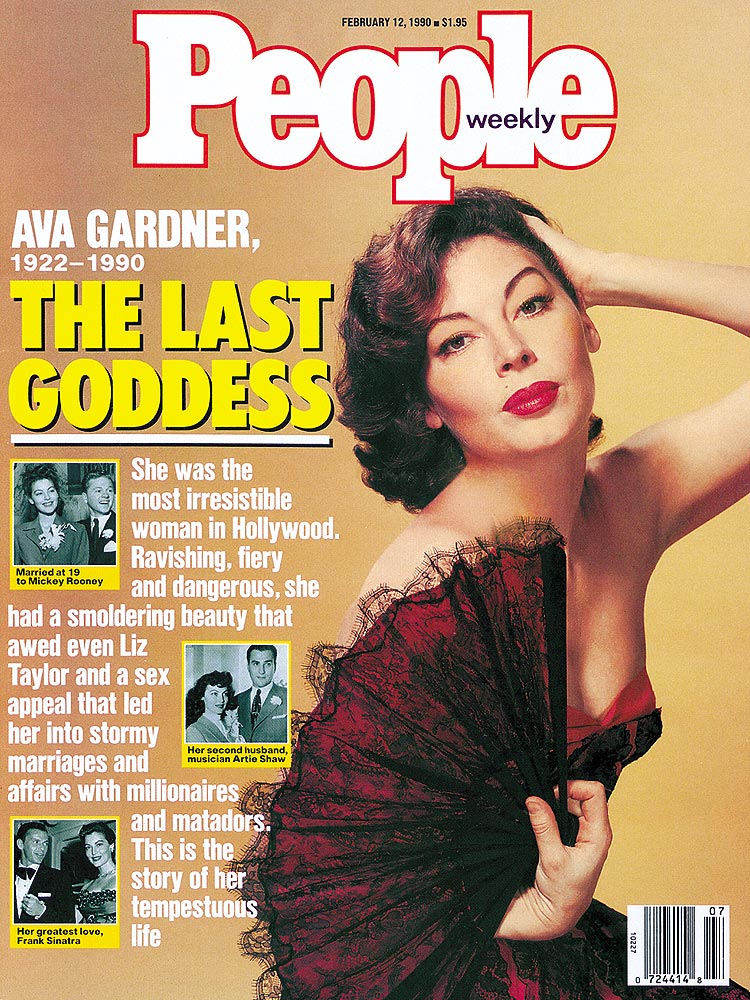 FEBRUARY 12, 1990 ■ $1.95
People
weekly
AVA GARDNER,
1922–1990
THE LAST
GODDESS
She was the
most irresistible
woman in Hollywood.
Ravishing, fiery
and dangerous, she
had a smoldering beauty that
awed even Liz
Taylor and a sex
appeal that led
her into stormy
marriages and
affairs with millionaires
and matadors.
This is the
story of her
tempestuous
life
Married at 19
to Mickey Rooney
Her second husband,
musician Artie Shaw
Her greatest love,
Frank Sinatra
07
10227
0 724414 8